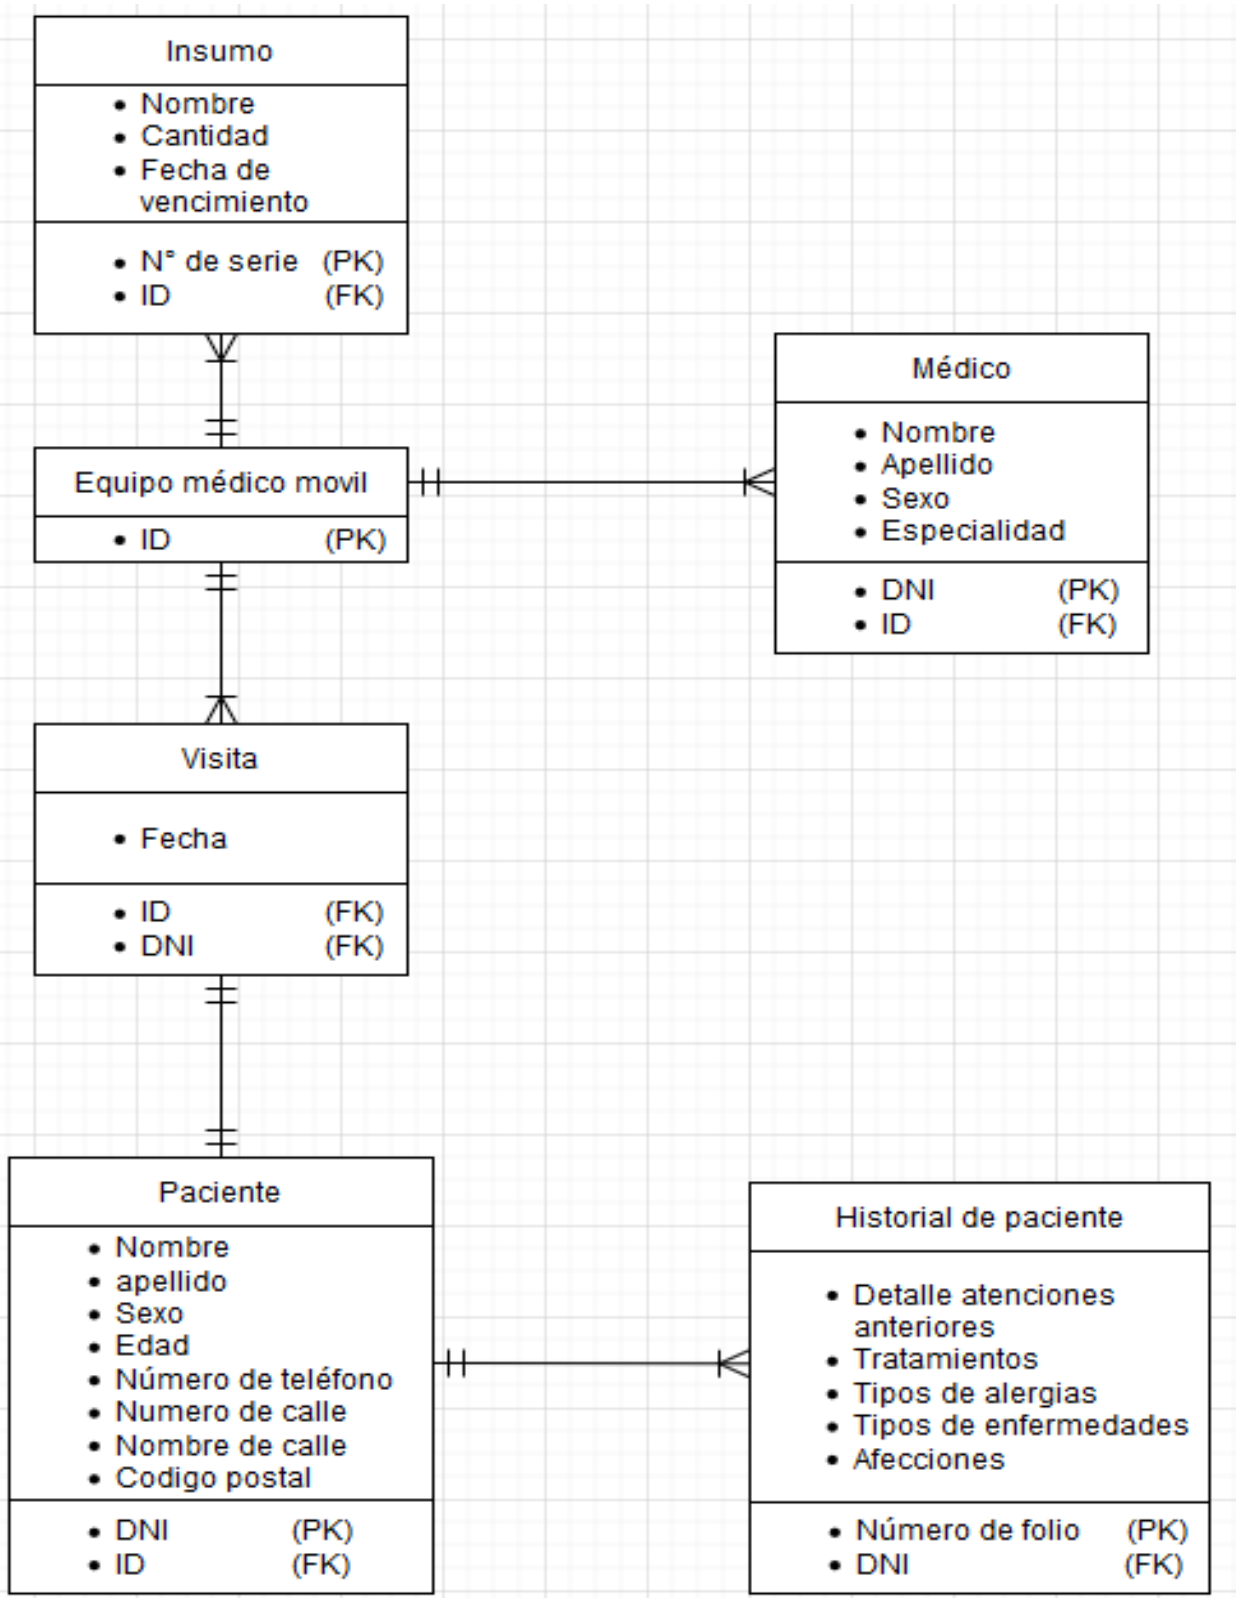 Insumo
• Nombre
• Cantidad
• Fecha de
vencimiento
• N° de serie (PK)
• ID (FK)
Equipo médico movil
• ID (PK)
Médico
• Nombre
• Apellido
• Sexo
• Especialidad
• DNI (PK)
• ID (FK)
Visita
• Fecha
• ID (FK)
• DNI (FK)
Paciente
• Nombre
• apellido
• Sexo
• Edad
• Número de teléfono
• Numero de calle
• Nombre de calle
• Codigo postal
• DNI (PK)
• ID (FK)
Historial de paciente
• Detalle atenciones
anteriores
• Tratamientos
• Tipos de alergias
• Tipos de enfermedades
• Afecciones
• Número de folio (PK)
• DNI (FK)